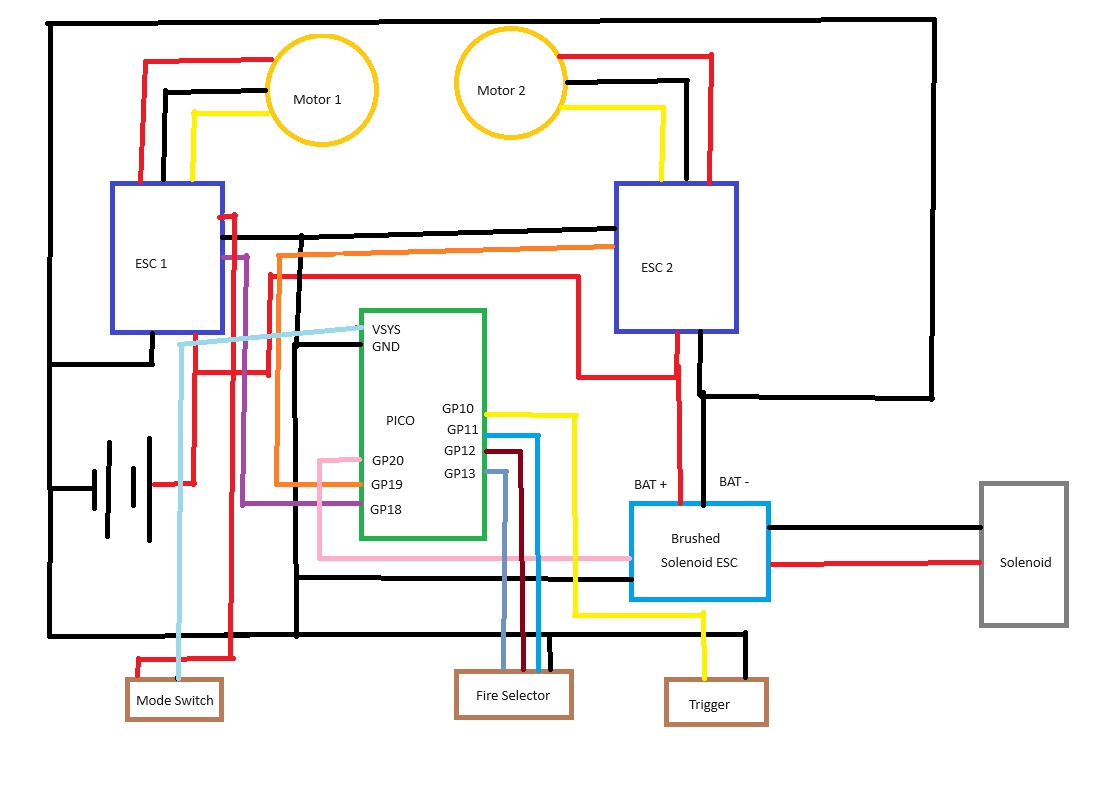 Motor 1
Motor 2
ESC 1
ESC 2
VSYS
GND
PICO
GP10
GP11
GP12
GP13
GP20
GP19
GP18
BAT +
BAT -
Brushed
Solenoid ESC
Solenoid
Mode Switch
Fire Selector
Trigger